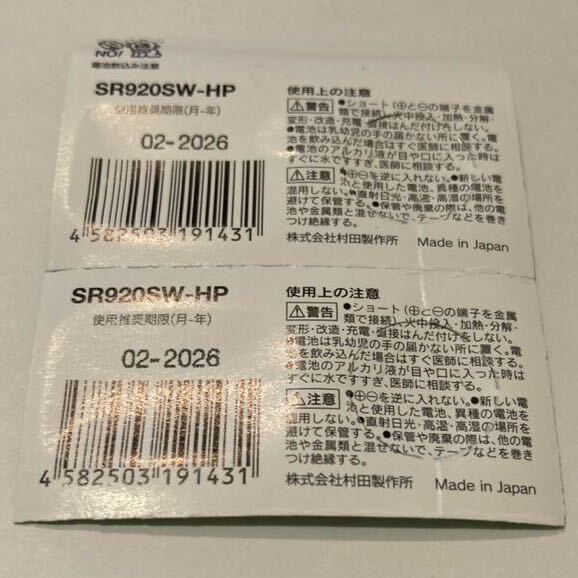 NO!
電池飲込み注意
SR920SW-HP
使用推奨期限(月-年)
02-2026
4 582503 191431
使用上の注意
⚠警告 ●ショート(⊕と⊖の端子を金属
類で接続)・火中投入・加熱・分解・
変形・改造・充電・直接はんだ付けをしない。
●電池は乳幼児の手の届かない所に置く。電
池を飲み込んだ場合はすぐ医師に相談する。
●電池のアルカリ液が目や口に入った時は
すぐに水ですすぎ、医師に相談する。
⚠注意 ●⊕⊖を逆に入れない。●新しい電
池と使用した電池、異種の電池を
混用しない。●直射日光・高温・高湿の場所を
避けて保管する。●保管や廃棄の際は、他の電
池や金属類と混ぜないで、テープなどを巻き
つけ絶縁する。
株式会社村田製作所 Made in Japan
SR920SW-HP
使用推奨期限(月-年)
02-2026
4 582503 191431
使用上の注意
⚠警告 ●ショート(⊕と⊖の端子を金属
類で接続)・火中投入・加熱・分解・
変形・改造・充電・直接はんだ付けをしない。
●電池は乳幼児の手の届かない所に置く。電
池を飲み込んだ場合はすぐ医師に相談する。
●電池のアルカリ液が目や口に入った時は
すぐに水ですすぎ、医師に相談する。
⚠注意 ●⊕⊖を逆に入れない。●新しい電
池と使用した電池、異種の電池を
混用しない。●直射日光・高温・高湿の場所を
避けて保管する。●保管や廃棄の際は、他の電
池や金属類と混ぜないで、テープなどを巻き
つけ絶縁する。
株式会社村田製作所 Made in Japan